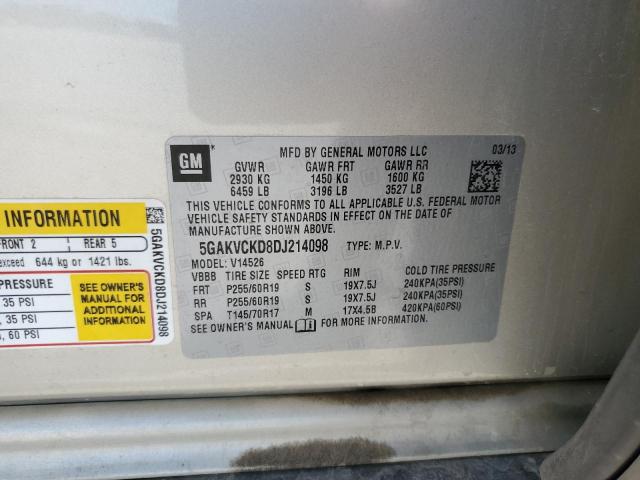 GM
MFD BY GENERAL MOTORS LLC 03/13
GVWR GAWR FRT GAWR RR
2930 KG 1450 KG 1600 KG
6459 LB 3196 LB 3527 LB
THIS VEHICLE CONFORMS TO ALL APPLICABLE U.S. FEDERAL MOTOR
VEHICLE SAFETY STANDARDS IN EFFECT ON THE DATE OF
MANUFACTURE SHOWN ABOVE.
5GAKVCKD8DJ214098 TYPE: M.P.V.
MODEL: V14526
VBBB TIRE SIZE SPEED RTG RIM COLD TIRE PRESSURE
FRT P255/60R19 S 19X7.5J 240KPA(35PSI)
RR P255/60R19 S 19X7.5J 240KPA(35PSI)
SPA T145/70R17 M 17X4.5B 420KPA(60PSI)
SEE OWNER'S MANUAL FOR MORE INFORMATION
INFORMATION
FRONT 2 REAR 5
exceed 644 kg or 1421 lbs.
PRESSURE
35 PSI
35 PSI
60 PSI
SEE OWNER'S
MANUAL FOR
ADDITIONAL
INFORMATION
5GAKVCKD8DJ214098